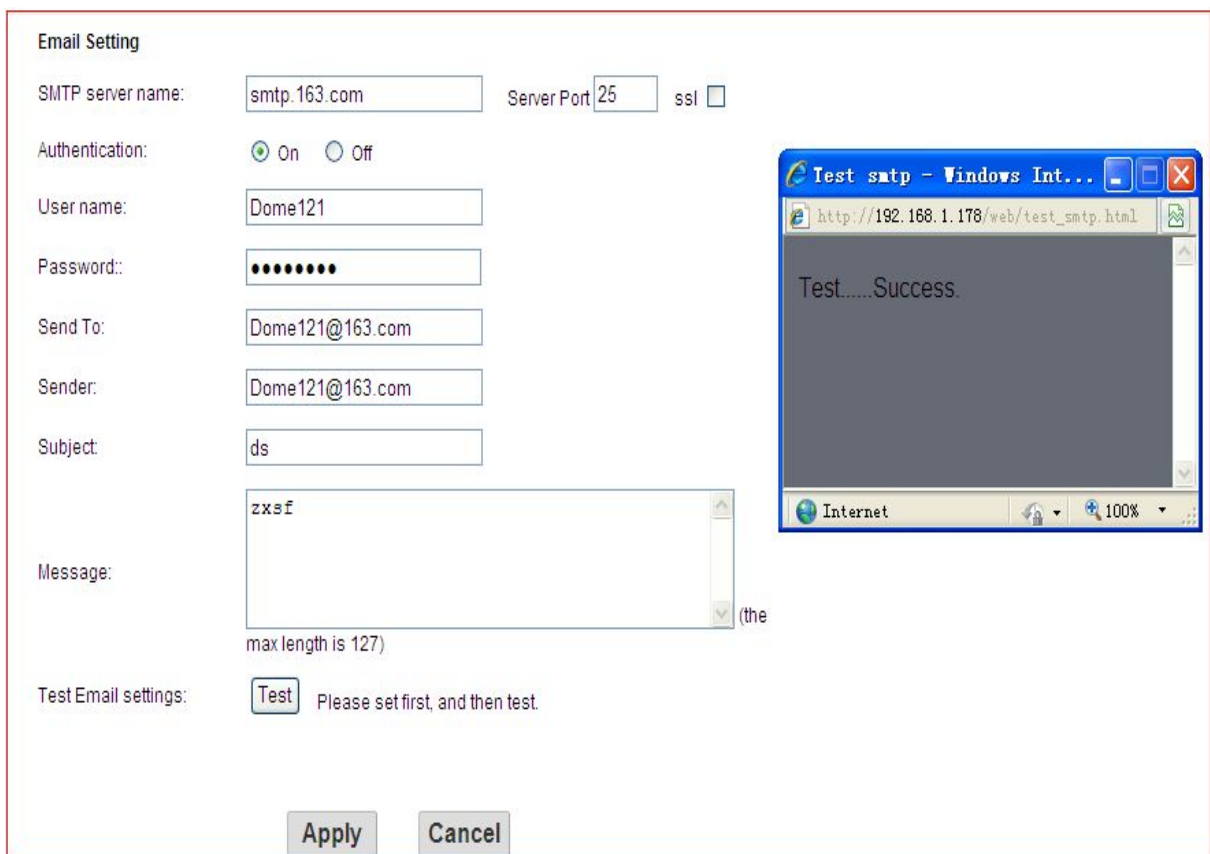 Email Setting
SMTP server name: smtp.163.com Server Port 25 ssl
Authentication: On Off
User name: Dome121
Password:: ●●●●●●●●
Send To: Dome121@163.com
Sender: Dome121@163.com
Subject: ds
Message: zxsf
(the
max length is 127)
Test Email settings: Test Please set first, and then test.
Apply Cancel
Test smtp - Windows Int...
http://192.168.1.178/web/test_smtp.html
Test......Success.
Internet 100%